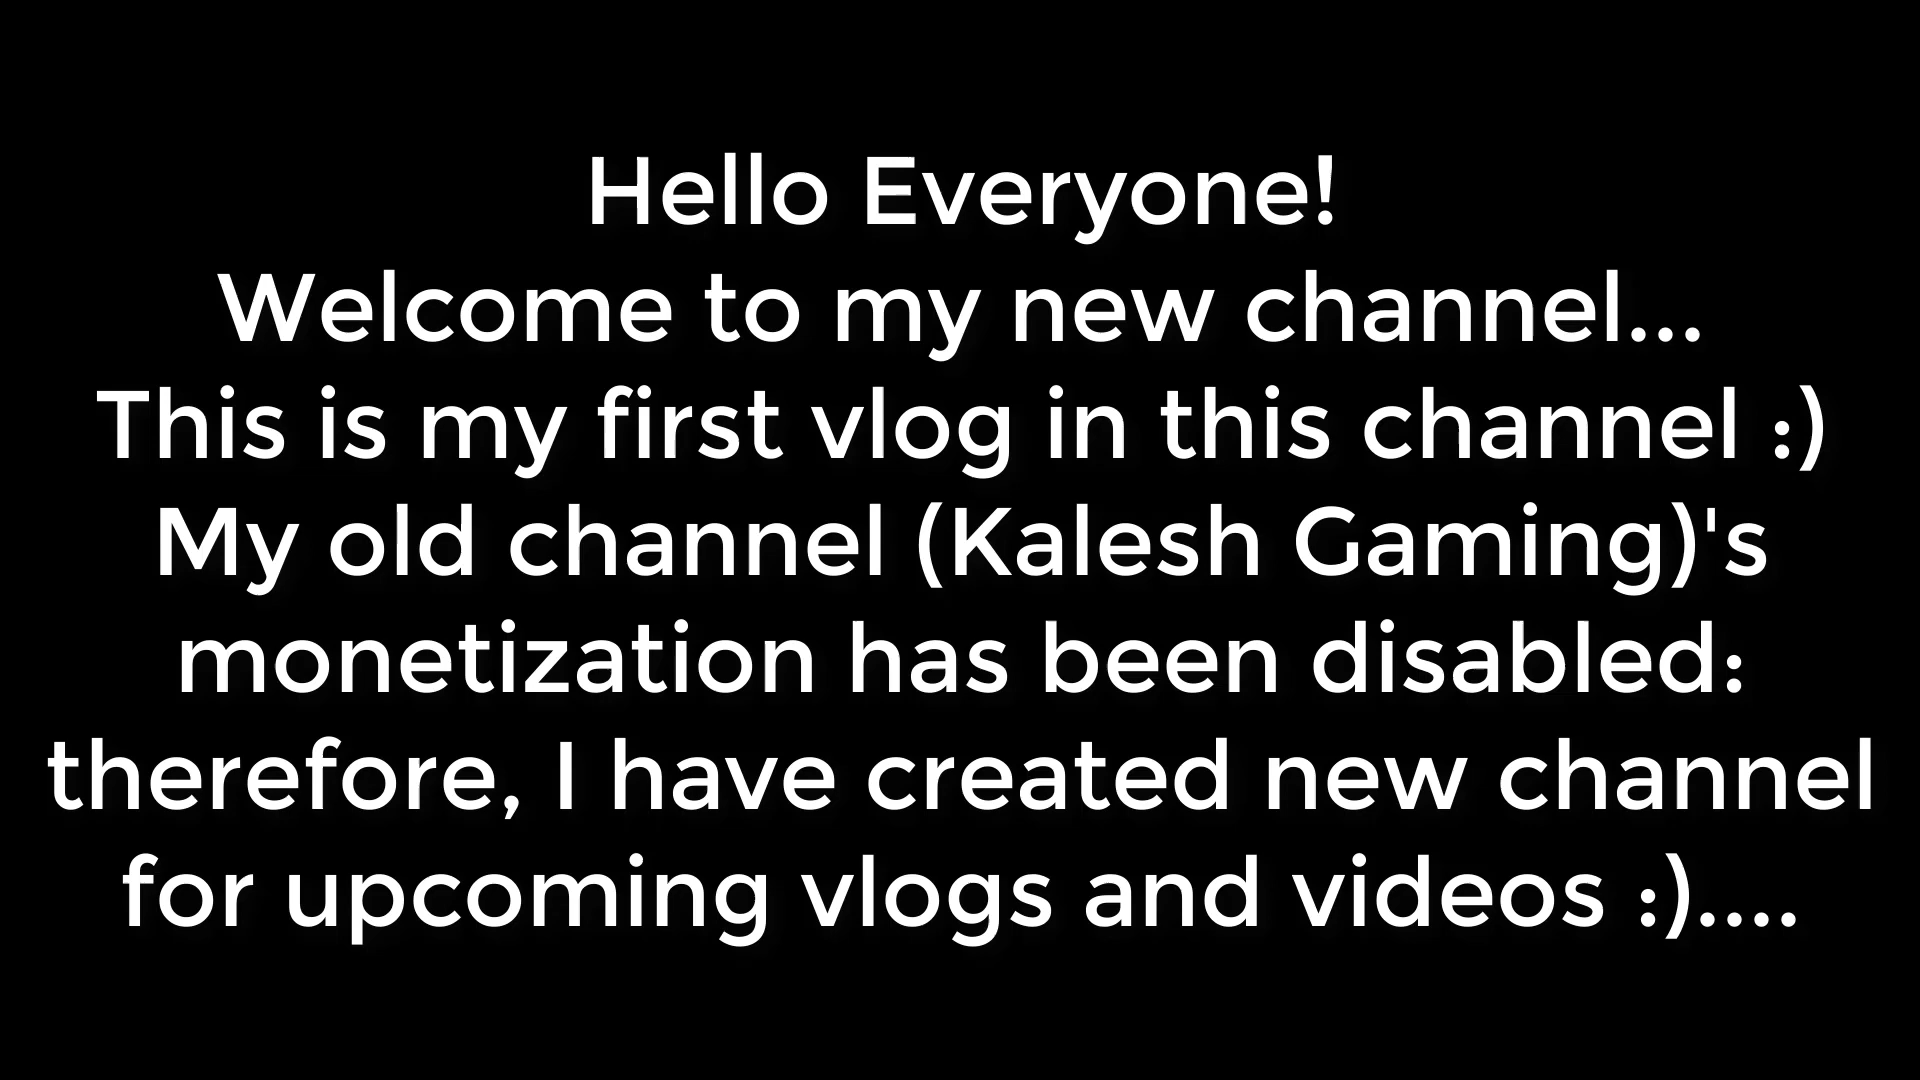 Hello Everyone!
Welcome to my new channel...
This is my first vlog in this channel :)
My old channel (Kalesh Gaming)'s
monetization has been disabled:
therefore, I have created new channel
for upcoming vlogs and videos :)....